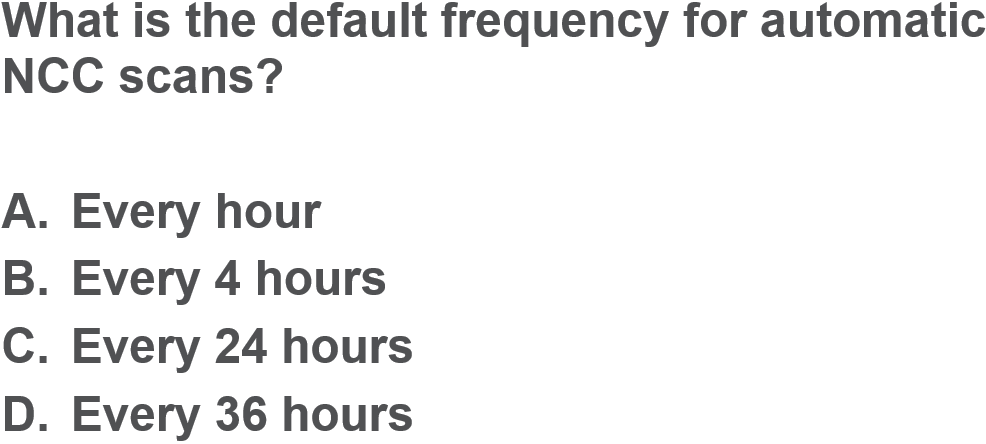 What is the default frequency for automatic
NCC scans?
A. Every hour
B. Every 4 hours
C. Every 24 hours
D. Every 36 hours